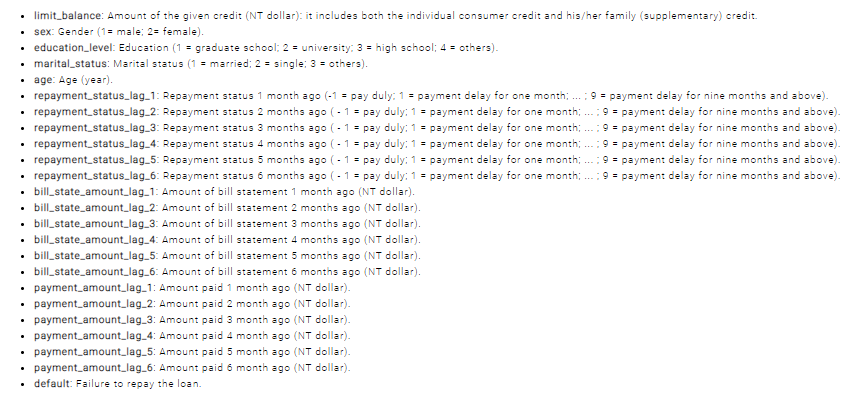 • limit_balance: Amount of the given credit (NT dollar): it includes both the individual consumer credit and his/her family (supplementary) credit.
• sex: Gender (1= male; 2= female).
• education_level: Education (1 = graduate school; 2 = university; 3 = high school; 4 = others).
• marital_status: Marital status (1 = married; 2 = single; 3 = others).
• age: Age (year).
• repayment_status_lag_1: Repayment status 1 month ago (-1 = pay duly; 1 = payment delay for one month; ... ; 9 = payment delay for nine months and above).
• repayment_status_lag_2: Repayment status 2 months ago ( - 1 = pay duly; 1 = payment delay for one month; ... ; 9 = payment delay for nine months and above).
• repayment_status_lag_3: Repayment status 3 months ago ( - 1 = pay duly; 1 = payment delay for one month; ... ; 9 = payment delay for nine months and above).
• repayment_status_lag_4: Repayment status 4 months ago ( - 1 = pay duly; 1 = payment delay for one month; ... ; 9 = payment delay for nine months and above).
• repayment_status_lag_5: Repayment status 5 months ago ( - 1 = pay duly; 1 = payment delay for one month; ... ; 9 = payment delay for nine months and above).
• repayment_status_lag_6: Repayment status 6 months ago ( - 1 = pay duly; 1 = payment delay for one month; ... ; 9 = payment delay for nine months and above).
• bill_state_amount_lag_1: Amount of bill statement 1 month ago (NT dollar).
• bill_state_amount_lag_2: Amount of bill statement 2 months ago (NT dollar).
• bill_state_amount_lag_3: Amount of bill statement 3 months ago (NT dollar).
• bill_state_amount_lag_4: Amount of bill statement 4 months ago (NT dollar).
• bill_state_amount_lag_5: Amount of bill statement 5 months ago (NT dollar).
• bill_state_amount_lag_6: Amount of bill statement 6 months ago (NT dollar).
• payment_amount_lag_1: Amount paid 1 month ago (NT dollar).
• payment_amount_lag_2: Amount paid 2 month ago (NT dollar).
• payment_amount_lag_3: Amount paid 3 month ago (NT dollar).
• payment_amount_lag_4: Amount paid 4 month ago (NT dollar).
• payment_amount_lag_5: Amount paid 5 month ago (NT dollar).
• payment_amount_lag_6: Amount paid 6 month ago (NT dollar).
• default: Failure to repay the loan.